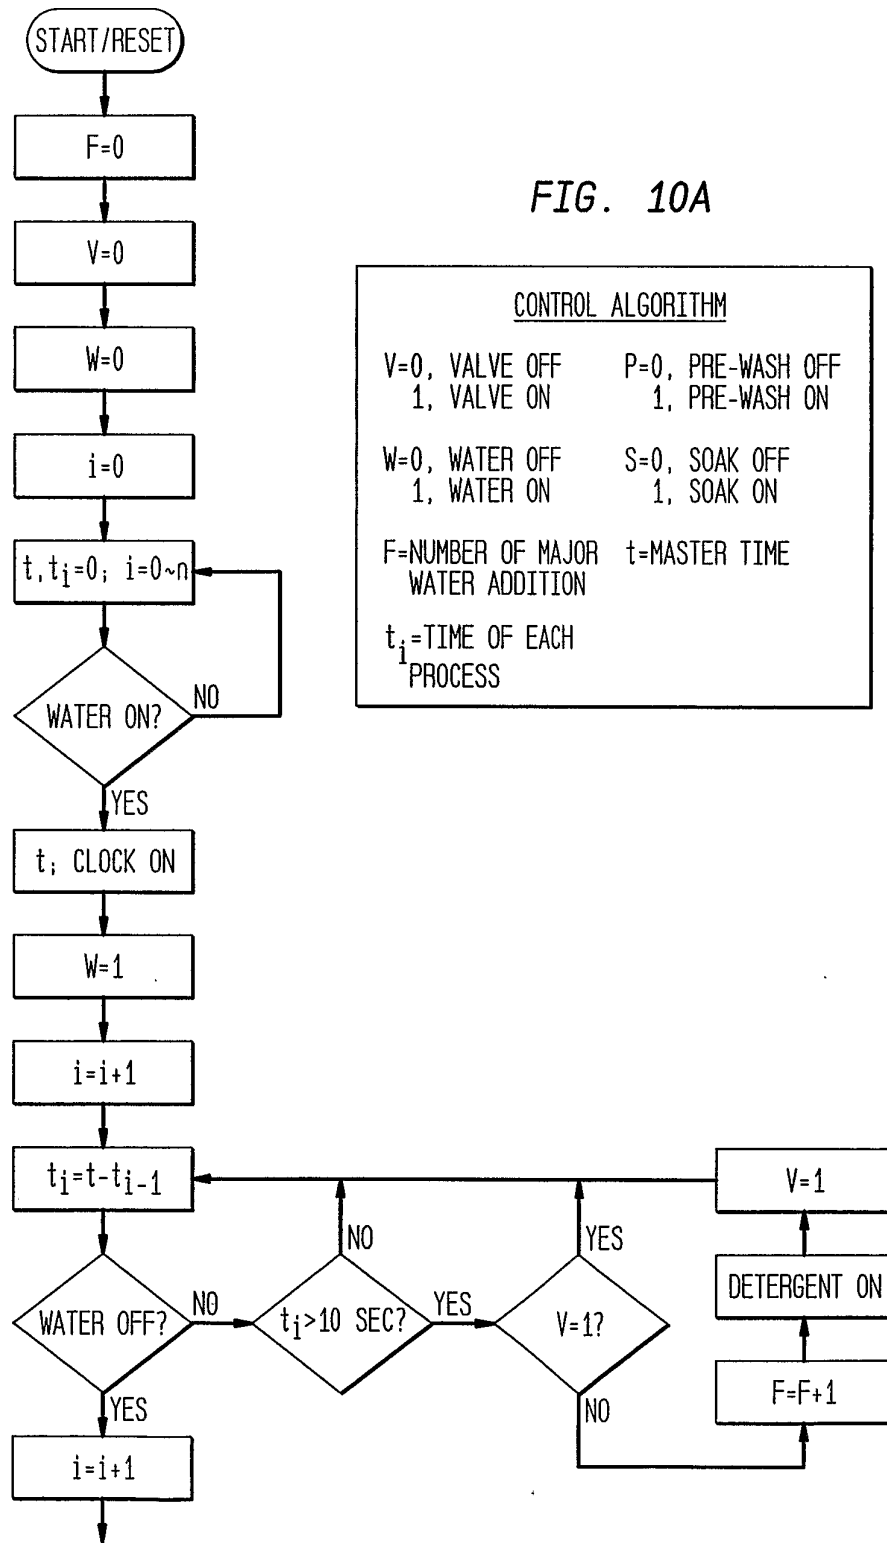 START/RESET
F=0
V=0
W=0
i=0
t,ti=0; i=0~n
WATER ON?
NO
YES
t; CLOCK ON
W=1
i=i+1
ti=t-ti-1
WATER OFF?
NO
YES
i=i+1
ti>10 SEC?
NO
YES
V=1?
YES
NO
V=1
DETERGENT ON
F=F+1
FIG. 10A
CONTROL ALGORITHM
V=0, VALVE OFF
1, VALVE ON
P=0, PRE-WASH OFF
1, PRE-WASH ON
W=0, WATER OFF
1, WATER ON
S=0, SOAK OFF
1, SOAK ON
F=NUMBER OF MAJOR
WATER ADDITION
t=MASTER TIME
ti=TIME OF EACH
PROCESS